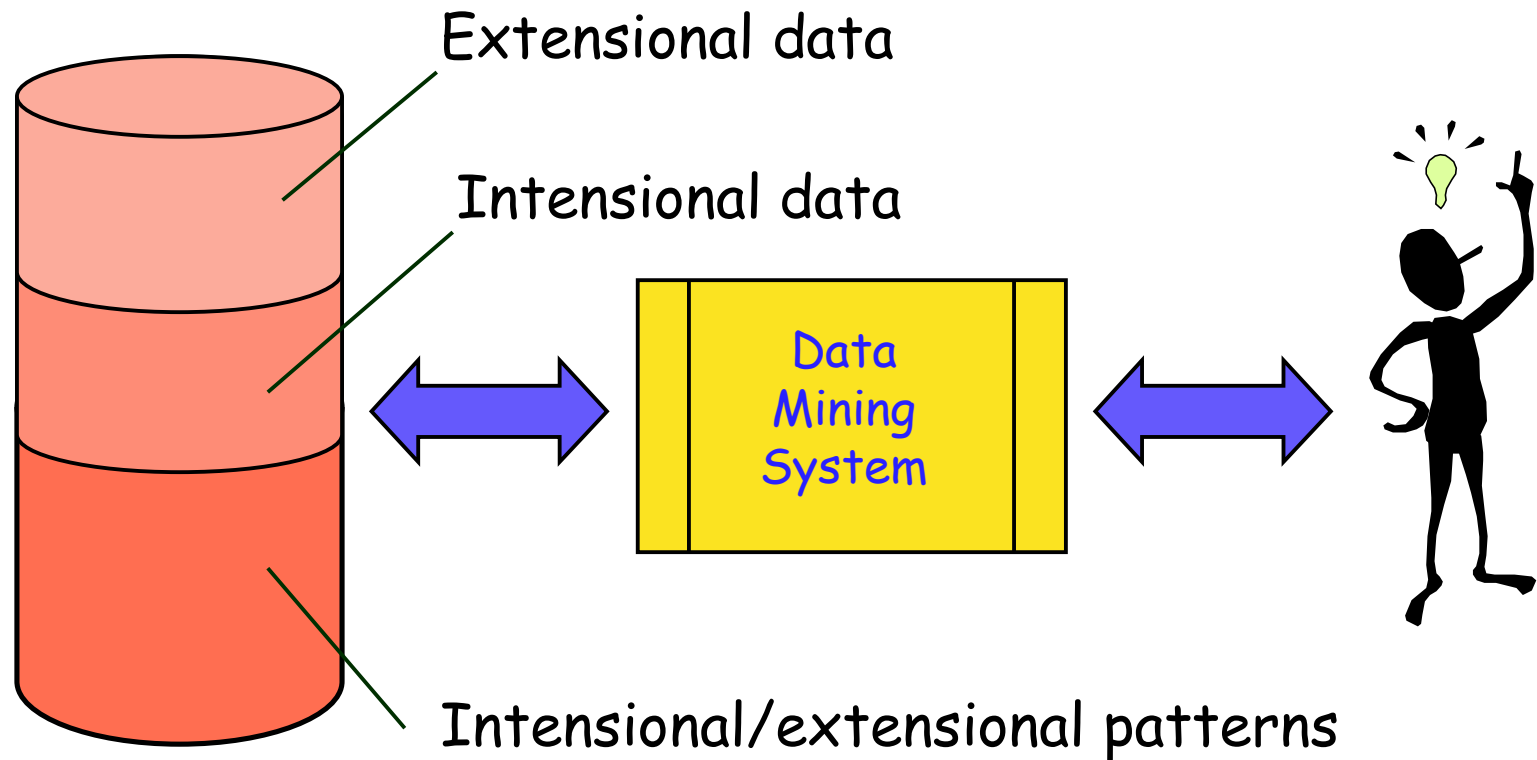 Extensional data
Intensional data
Data
Mining
System
Intensional/extensional patterns